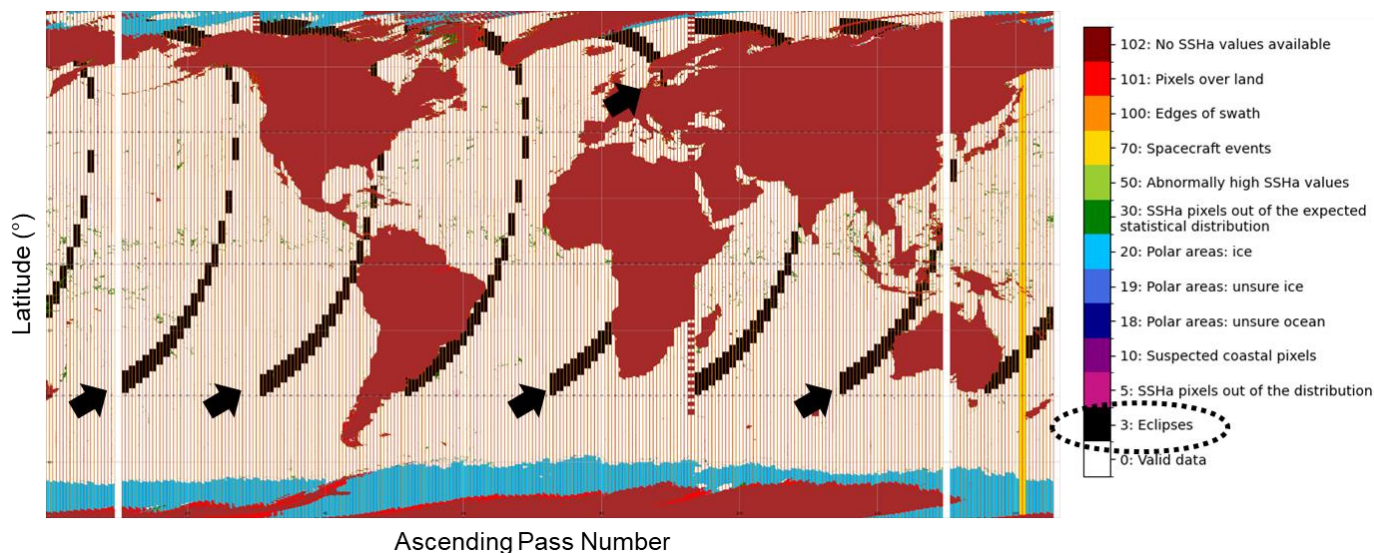 102: No SSHa values available
101: Pixels over land
100: Edges of swath
70: Spacecraft events
50: Abnormally high SSHa values
30: SSHa pixels out of the expected
statistical distribution
20: Polar areas: ice
19: Polar areas: unsure ice
18: Polar areas: unsure ocean
10: Suspected coastal pixels
5: SSHa pixels out of the distribution
3: Eclipses
0: Valid data
Latitude (°)
Ascending Pass Number